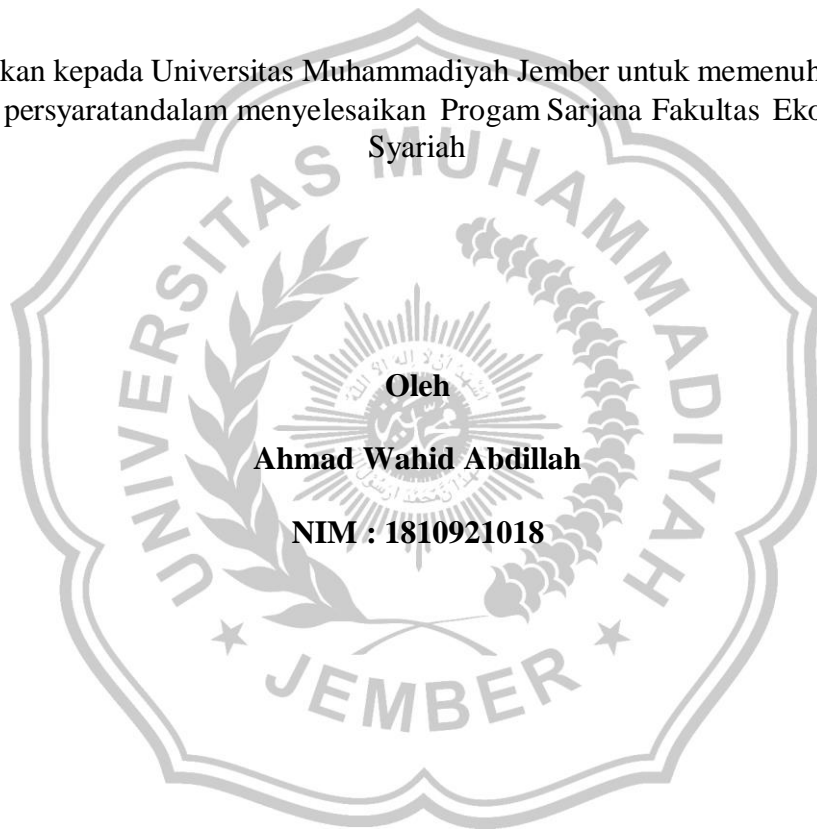 kan kepada Universitas Muhammadiyah Jember untuk memenuh
persyaratandalam menyelesaikan Progam Sarjana Fakultas Eko
Syariah
UNIVERSITAS MUHAMMADIYAH
Oleh
Ahmad Wahid Abdillah
NIM : 1810921018
JEMBER